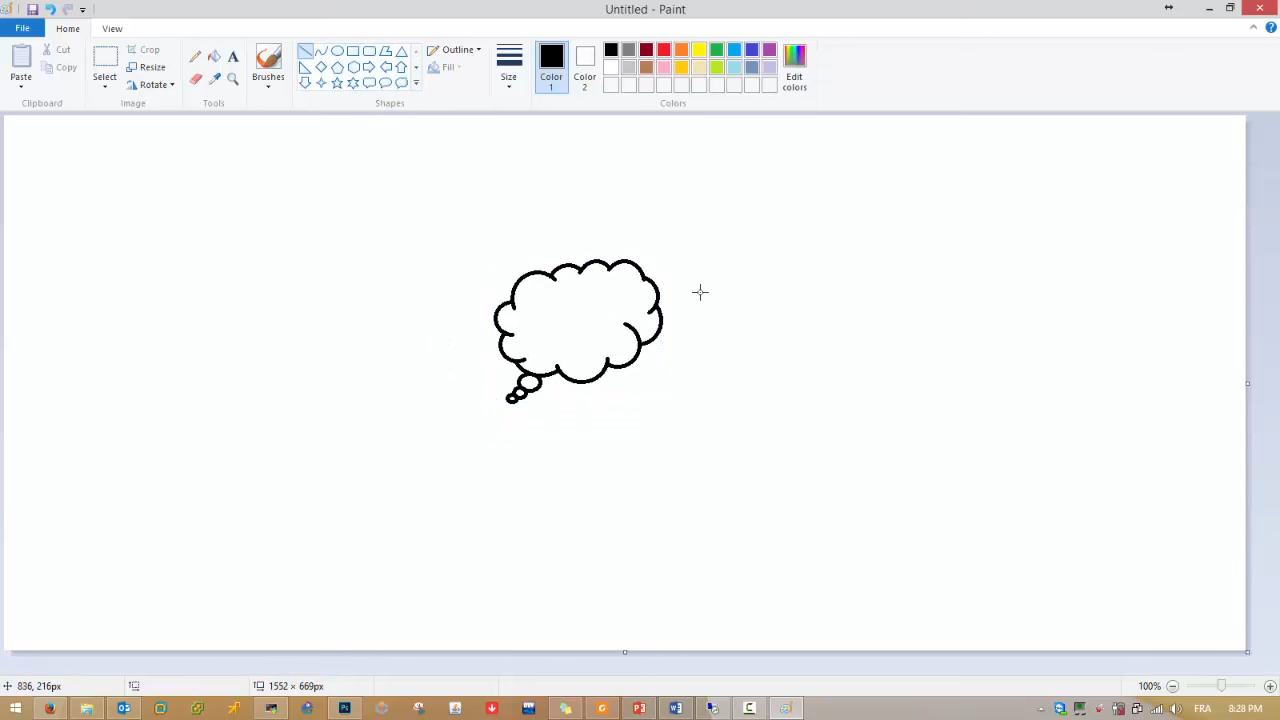 Untitled - Paint
File Home View
Paste
Cut
Copy
Clipboard
Select
Crop
Resize
Rotate
Image
Tools
Brushes
Shapes
Outline
Fill
Size
Color 1
Color 2
Edit colors
Colors
836, 216px
1552 × 669px
100%
FRA 8:28 PM